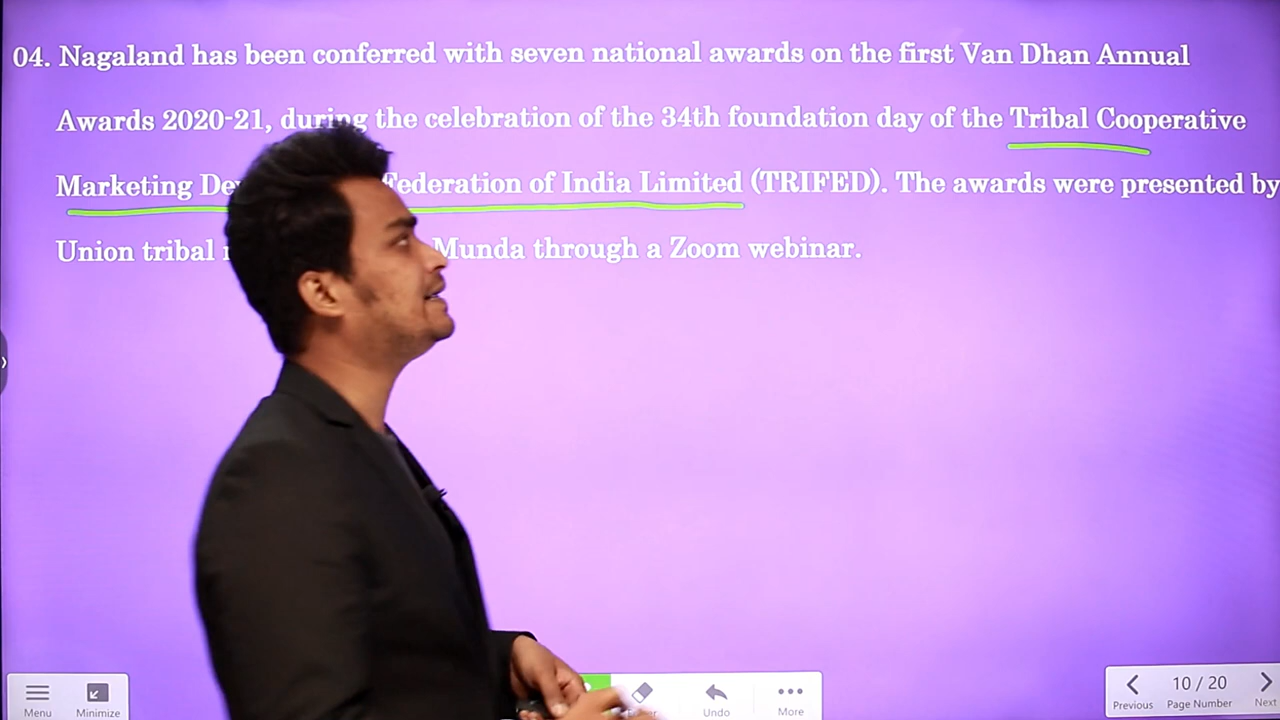 04. Nagaland has been conferred with seven national awards on the first Van Dhan Annual
Awards 2020-21, during the celebration of the 34th foundation day of the Tribal Cooperative
Marketing Federation of India Limited (TRIFED). The awards were presented by
Union tribal Munda through a Zoom webinar.
Menu
Minimize
Undo
More
Previous
10 / 20
Page Number
Next